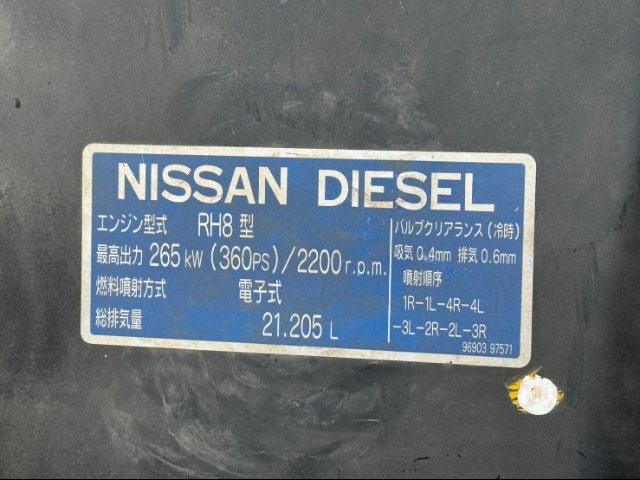 NISSAN DIESEL
エンジン型式 RH8 型
最高出力 265 kW (360PS)/2200 r.p.m.
燃料噴射方式 電子式
総排気量 21.205 L
バルブクリアランス (冷時)
吸気 0.4mm 排気 0.6mm
噴射順序
1R-1L-4R-4L
-3L-2R-2L-3R
96903 97571